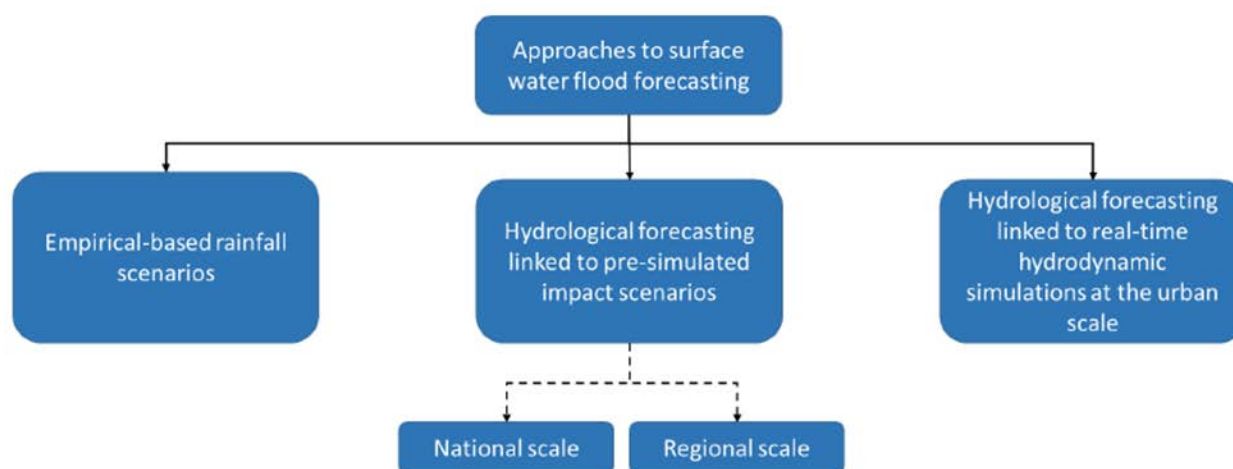 Approaches to surface
water flood forecasting
Empirical-based rainfall
scenarios
Hydrological forecasting
linked to pre-simulated
impact scenarios
Hydrological forecasting
linked to real-time
hydrodynamic
simulations at the urban
scale
National scale
Regional scale